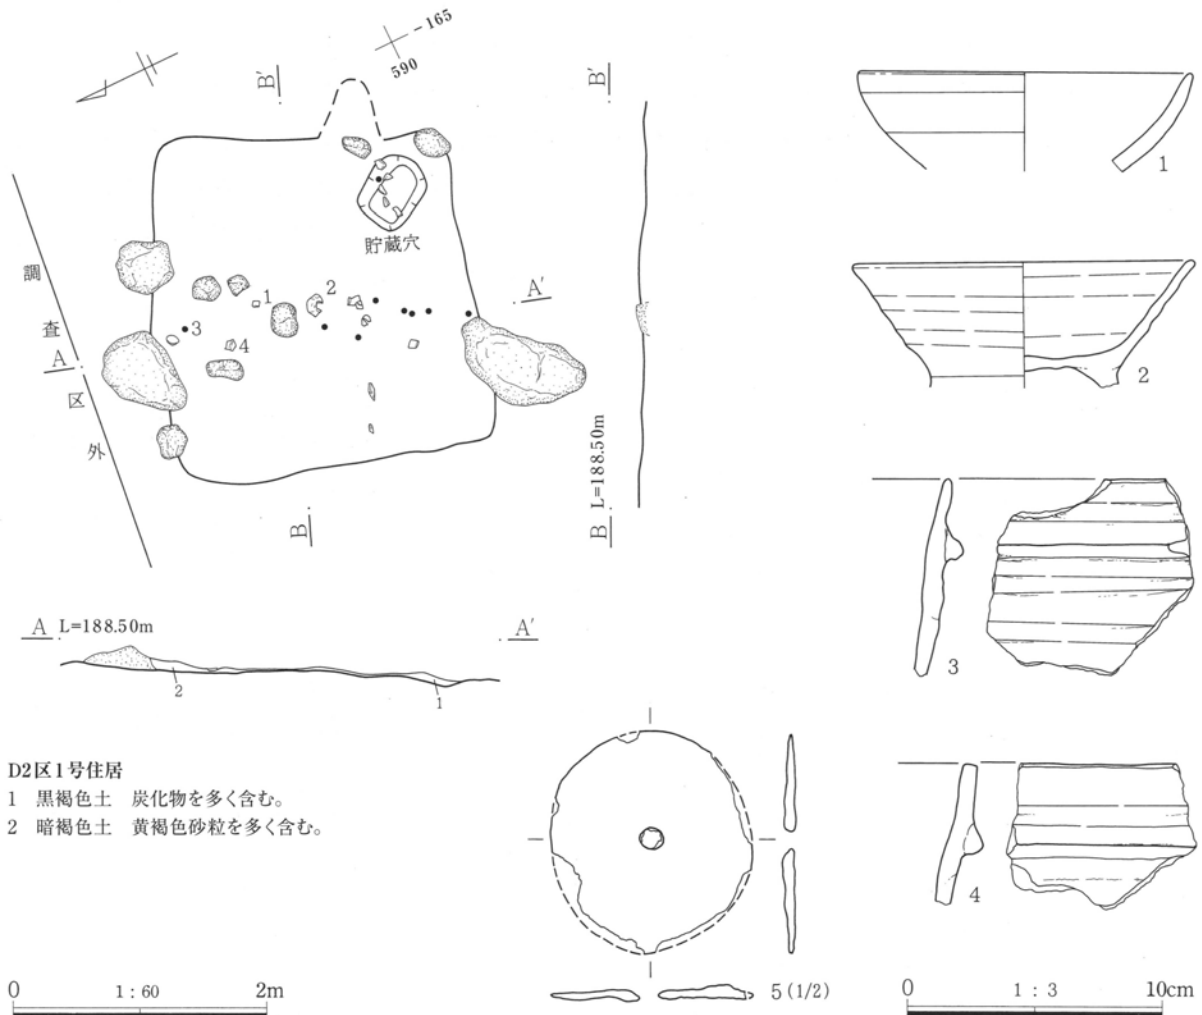 -165
590
B′
B′
貯蔵穴
調査区外
A
A′
1
2
3
4
B
B
L=188.50m
A L=188.50m A′
2
1
D2区1号住居
1 黒褐色土 炭化物を多く含む。
2 暗褐色土 黄褐色砂粒を多く含む。
0 1:60 2m
1
2
3
4
5 (1/2)
0 1:3 10cm